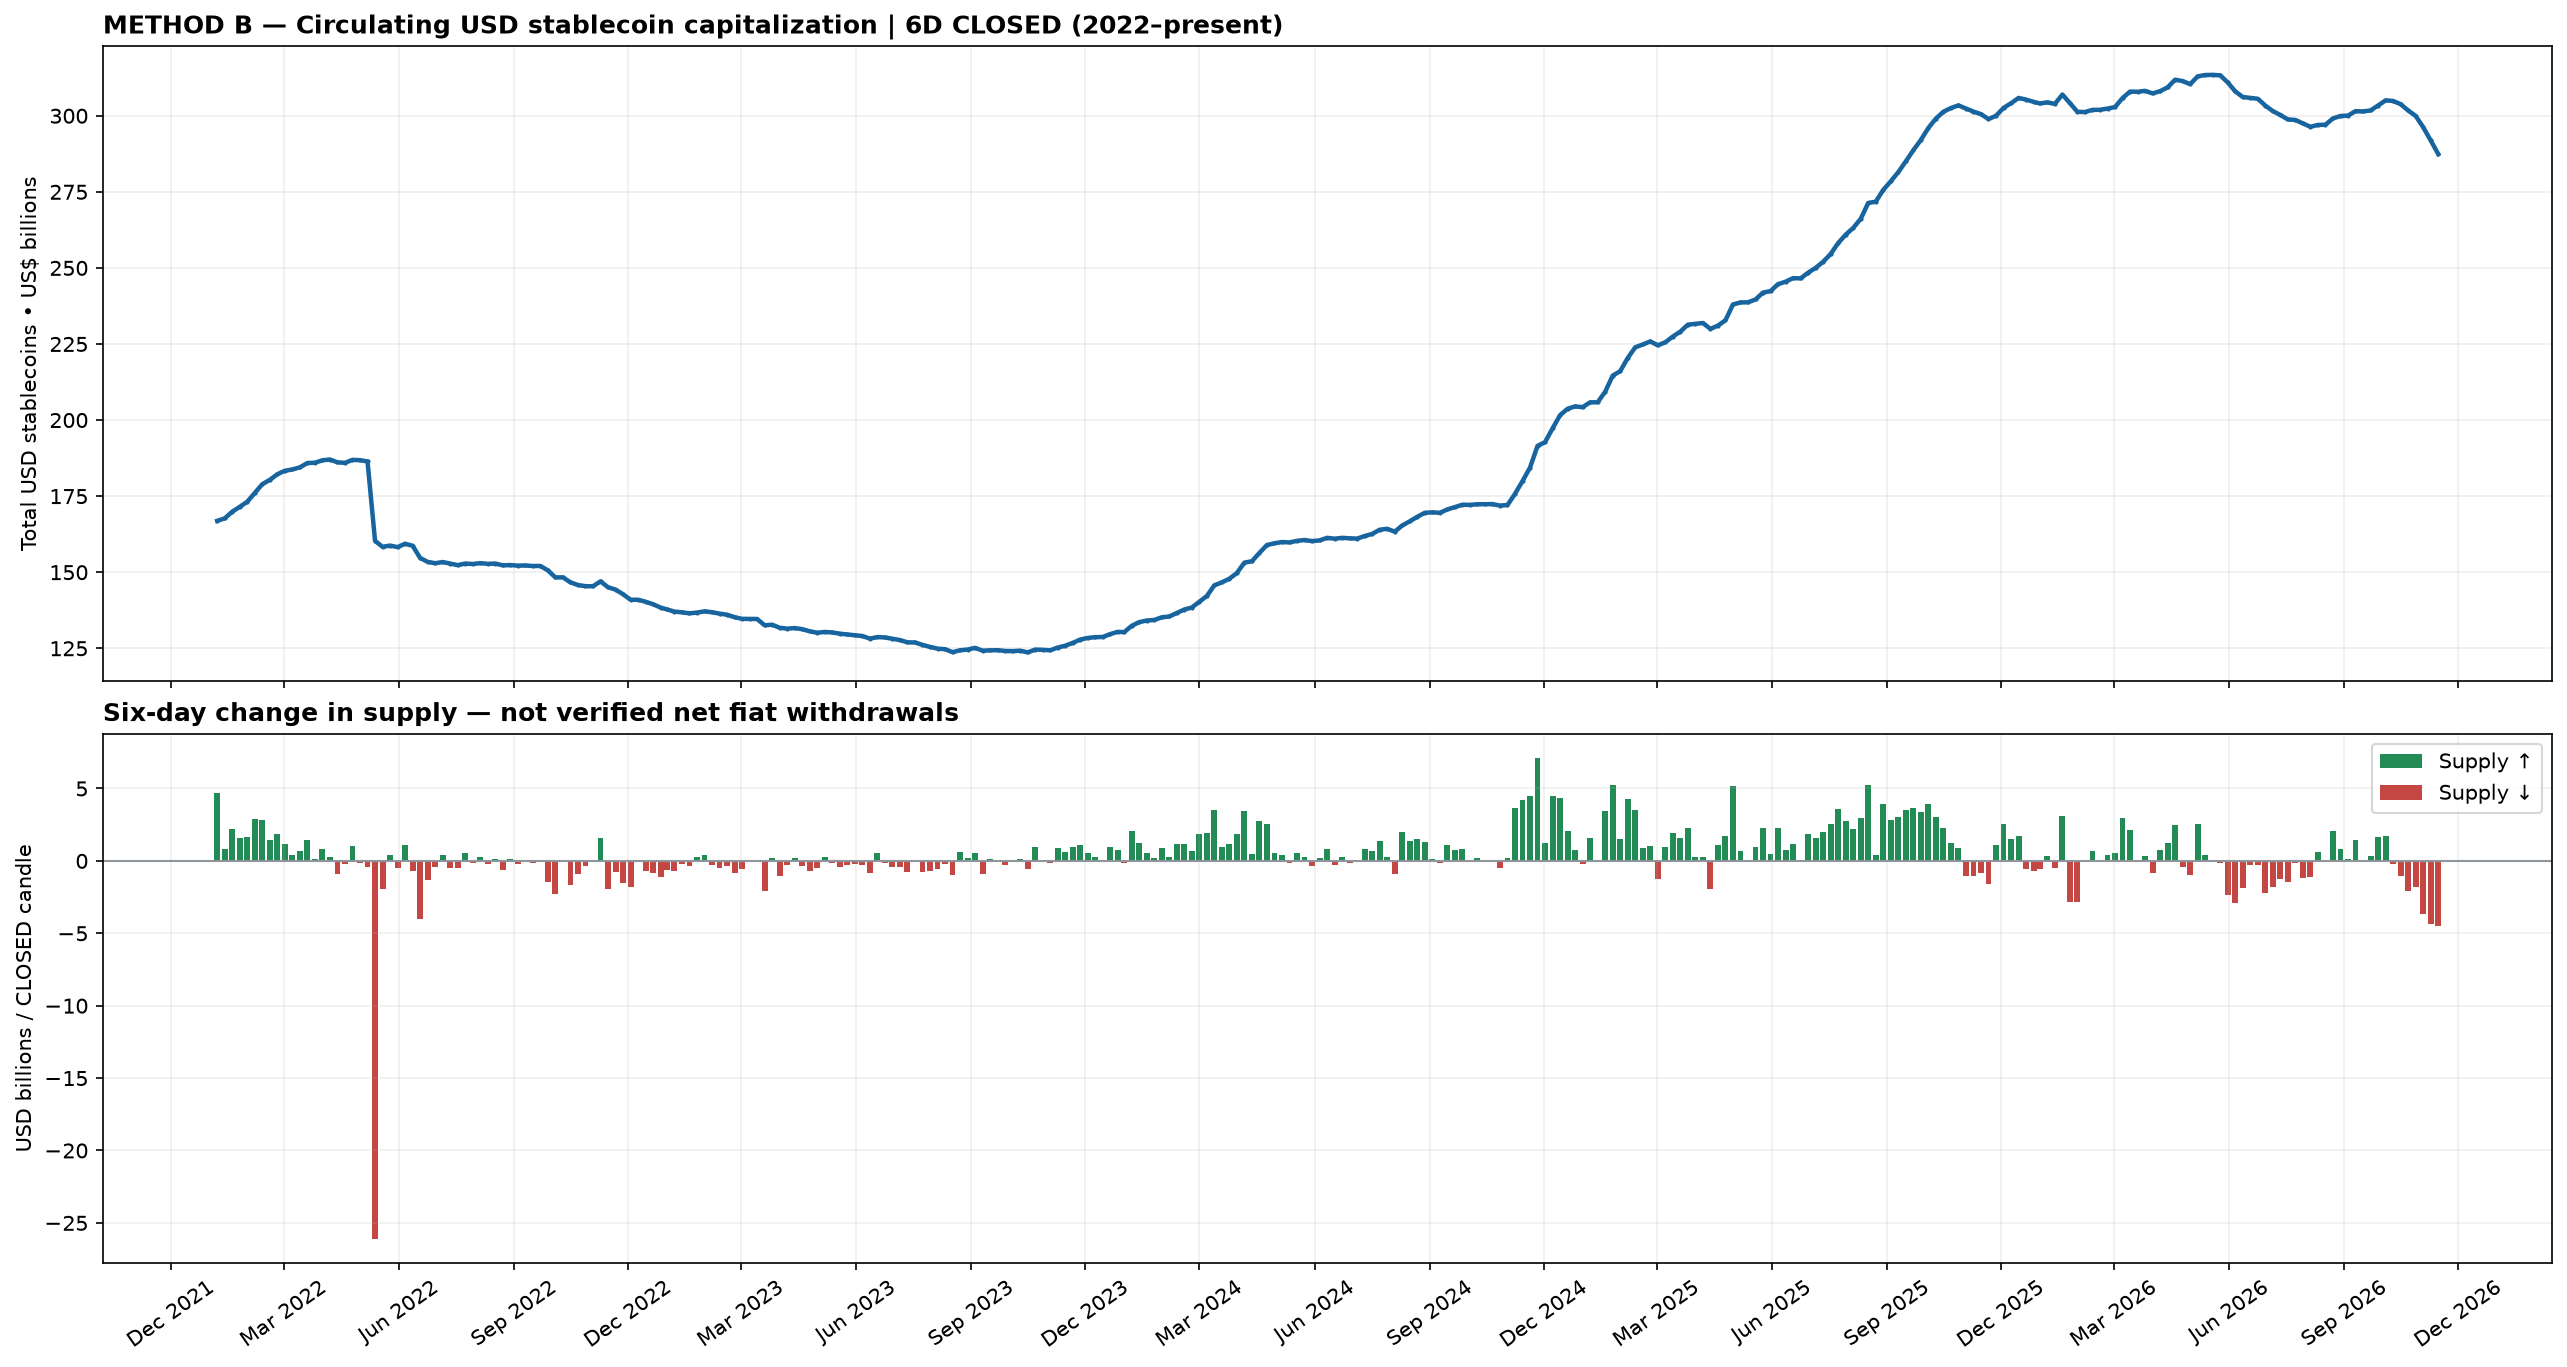 METHOD B — Circulating USD stablecoin capitalization | 6D CLOSED (2022–present)
Total USD stablecoins • US$ billions
300
275
250
225
200
175
150
125
Six-day change in supply — not verified net fiat withdrawals
Supply ↑
Supply ↓
USD billions / CLOSED candle
5
0
−5
−10
−15
−20
−25
Dec 2021
Mar 2022
Jun 2022
Sep 2022
Dec 2022
Mar 2023
Jun 2023
Sep 2023
Dec 2023
Mar 2024
Jun 2024
Sep 2024
Dec 2024
Mar 2025
Jun 2025
Sep 2025
Dec 2025
Mar 2026
Jun 2026
Sep 2026
Dec 2026